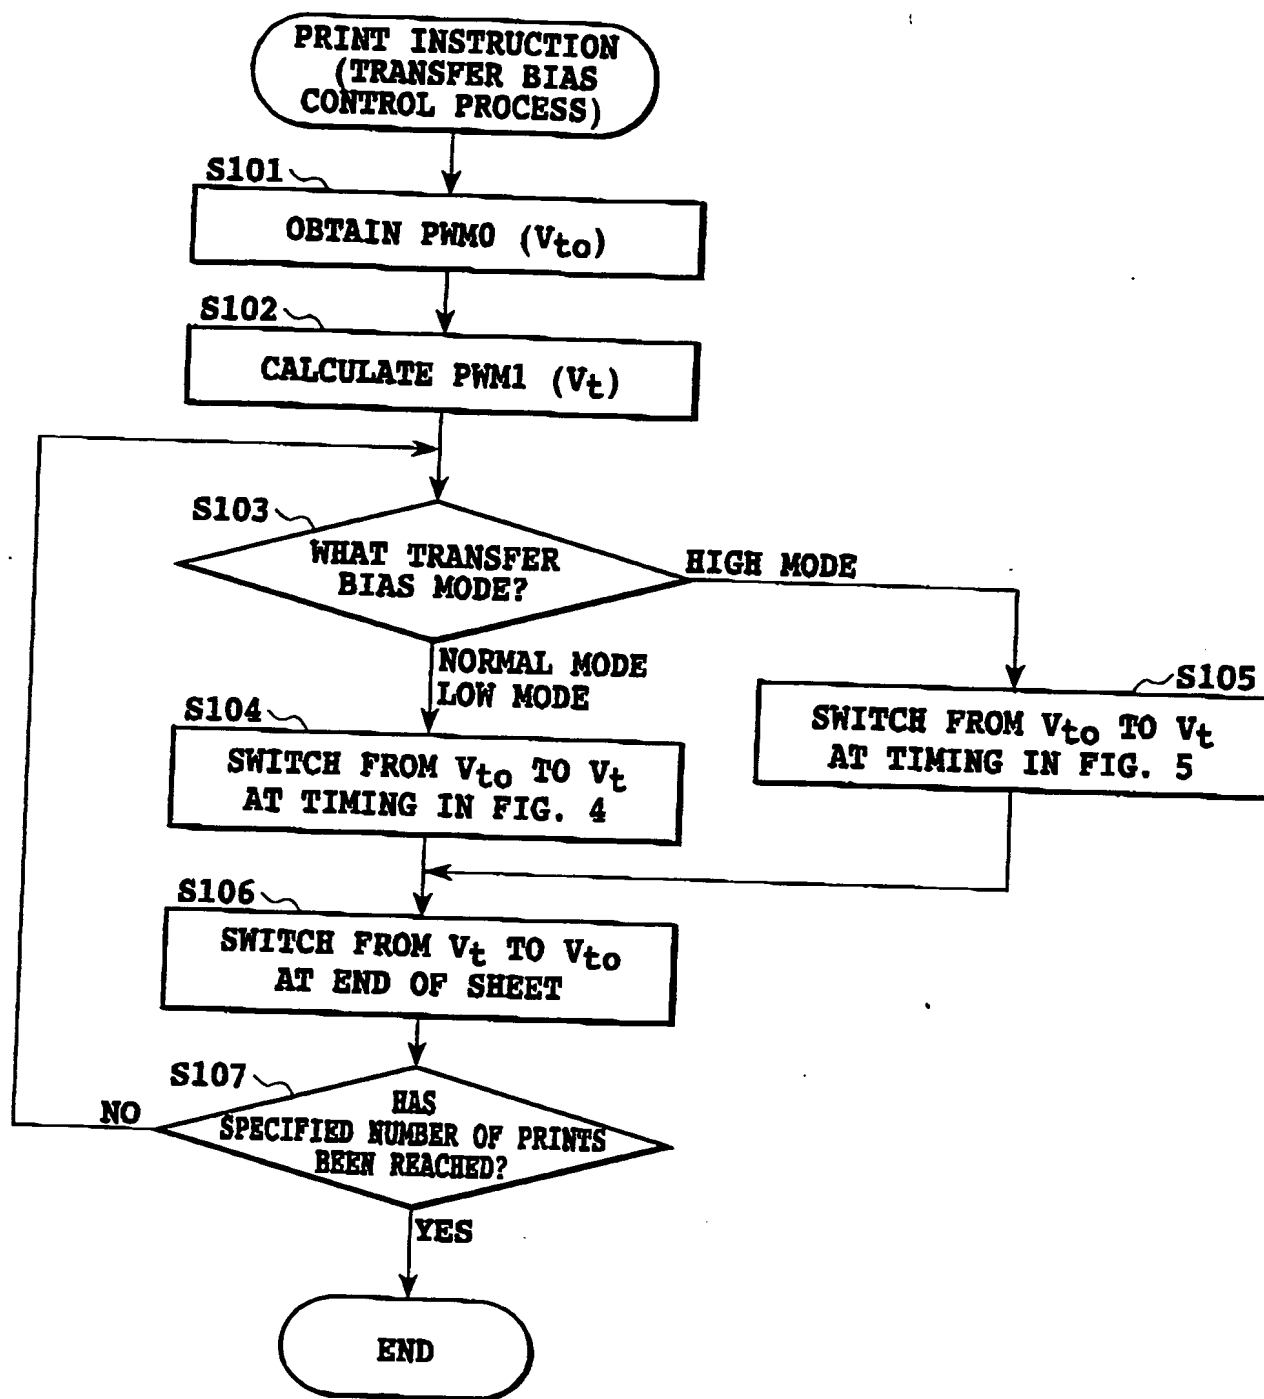 PRINT INSTRUCTION
(TRANSFER BIAS
CONTROL PROCESS)
S101
OBTAIN PWM0 (Vto)
S102
CALCULATE PWM1 (Vt)
S103
WHAT TRANSFER
BIAS MODE?
HIGH MODE
NORMAL MODE
LOW MODE
S104
SWITCH FROM Vto TO Vt
AT TIMING IN FIG. 4
S105
SWITCH FROM Vto TO Vt
AT TIMING IN FIG. 5
S106
SWITCH FROM Vt TO Vto
AT END OF SHEET
S107
HAS
SPECIFIED NUMBER OF PRINTS
BEEN REACHED?
NO
YES
END